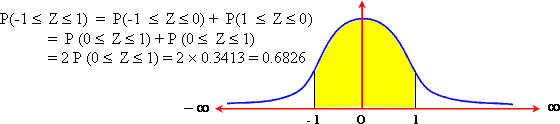 P(-1 ≤ Z ≤ 1) = P(-1 ≤ Z ≤ 0) + P(1 ≤ Z ≤ 0)
= P (0 ≤ Z ≤ 1) + P (0 ≤ Z ≤ 1)
= 2 P (0 ≤ Z ≤ 1) = 2 × 0.3413 = 0.6826
– ∞ ∞
- 1 0 1